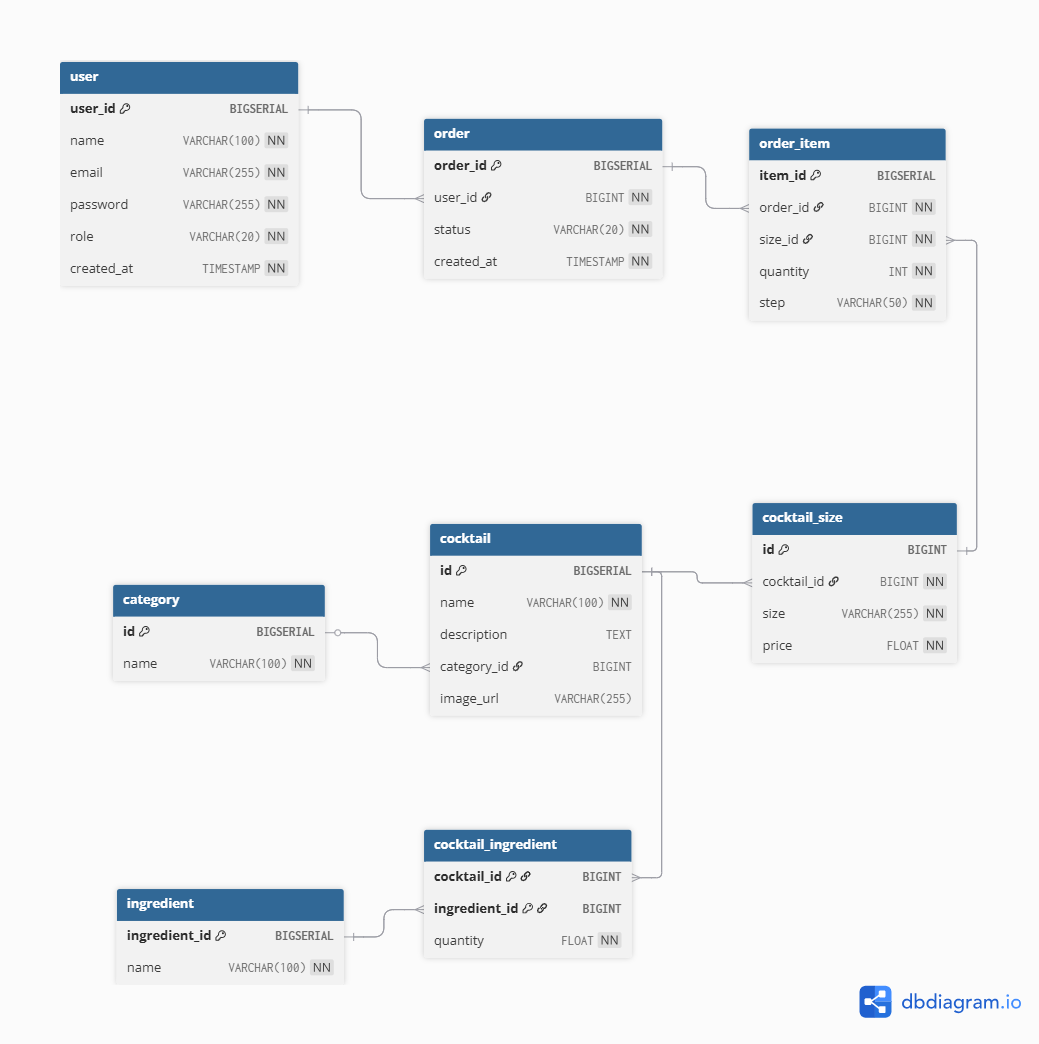 user
user_id BIGSERIAL
name VARCHAR(100) NN
email VARCHAR(255) NN
password VARCHAR(255) NN
role VARCHAR(20) NN
created_at TIMESTAMP NN
order
order_id BIGSERIAL
user_id BIGINT NN
status VARCHAR(20) NN
created_at TIMESTAMP NN
order_item
item_id BIGSERIAL
order_id BIGINT NN
size_id BIGINT NN
quantity INT NN
step VARCHAR(50) NN
category
id BIGSERIAL
name VARCHAR(100) NN
cocktail
id BIGSERIAL
name VARCHAR(100) NN
description TEXT
category_id BIGINT
image_url VARCHAR(255)
cocktail_size
id BIGINT
cocktail_id BIGINT NN
size VARCHAR(255) NN
price FLOAT NN
ingredient
ingredient_id BIGSERIAL
name VARCHAR(100) NN
cocktail_ingredient
cocktail_id BIGINT
ingredient_id BIGINT
quantity FLOAT NN
dbdiagram.io